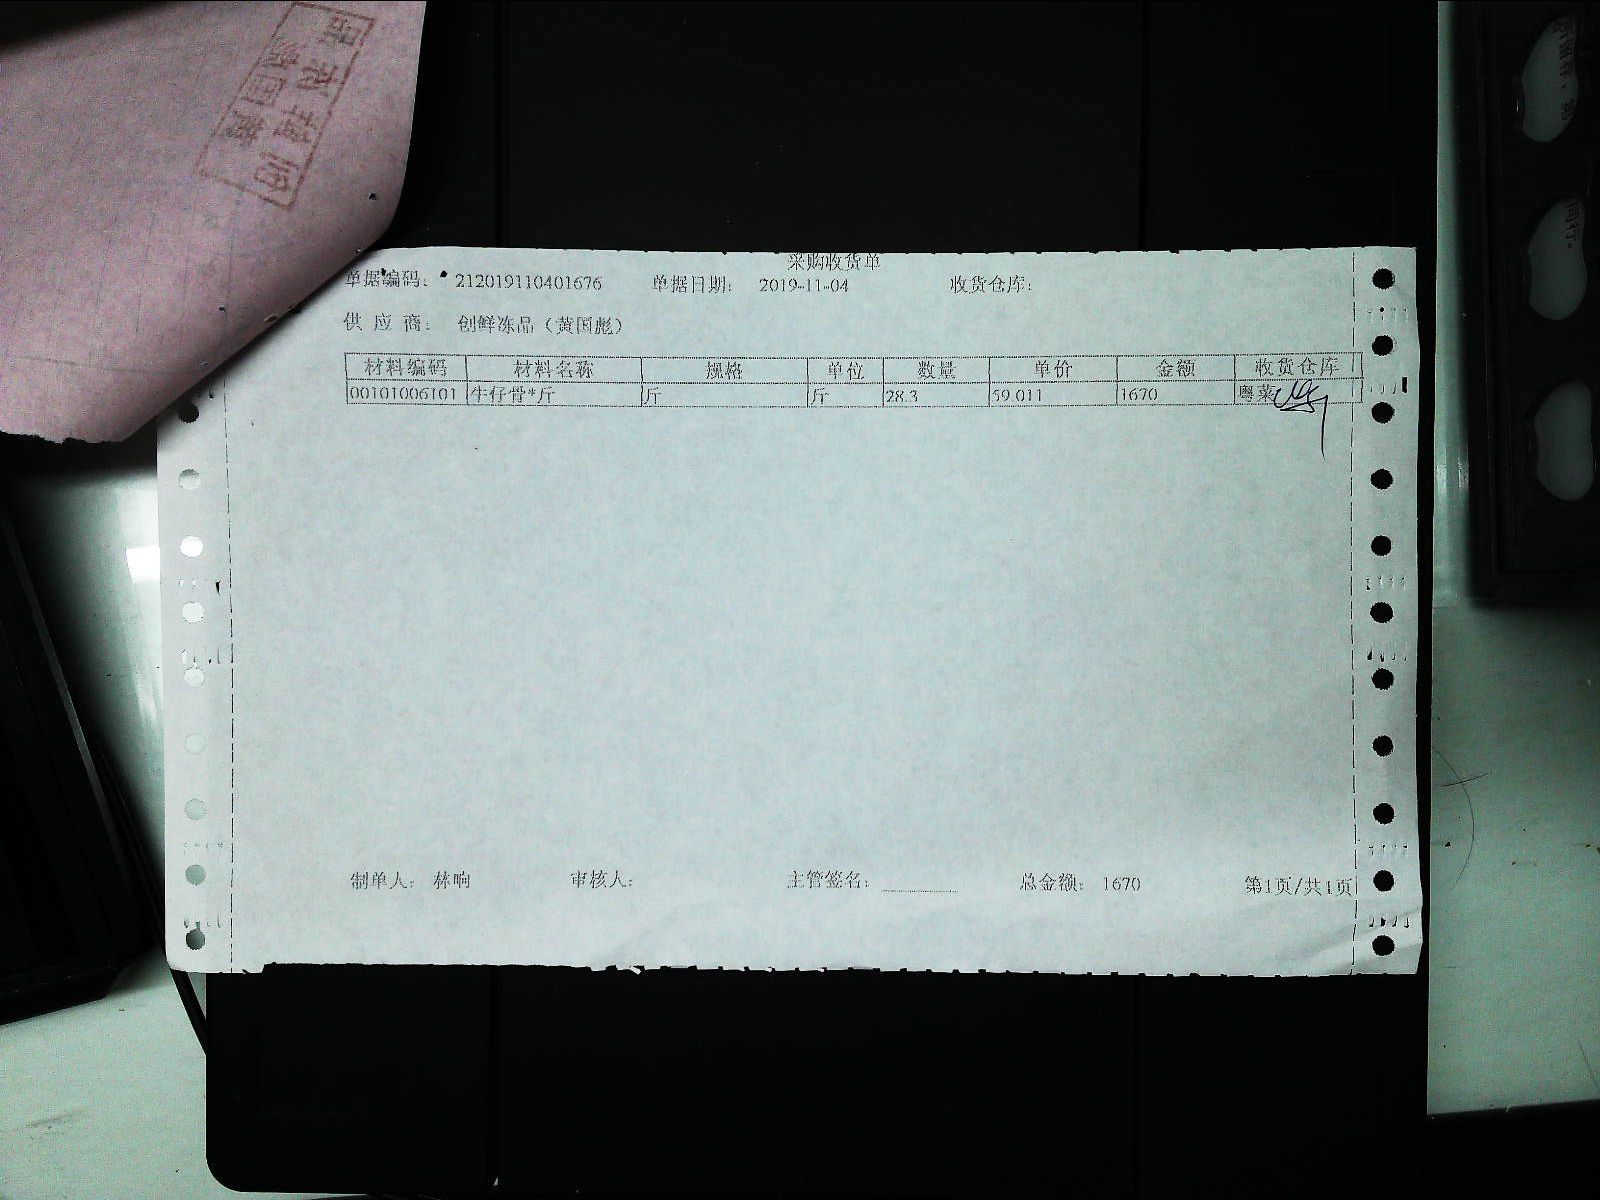 采购收货单
单据编码： 212019110401676 单据日期： 2019-11-04 收货仓库：
供 应 商： 创鲜冻品（黄国彪）
材料编码 材料名称 规格 单位 数量 单价 金额 收货仓库
00101006101 牛仔骨*斤 斤 斤 28.3 59.011 1670 粤菜
制单人： 赫响 审核人： 主管签名： 总金额： 1670 第1页/共1页